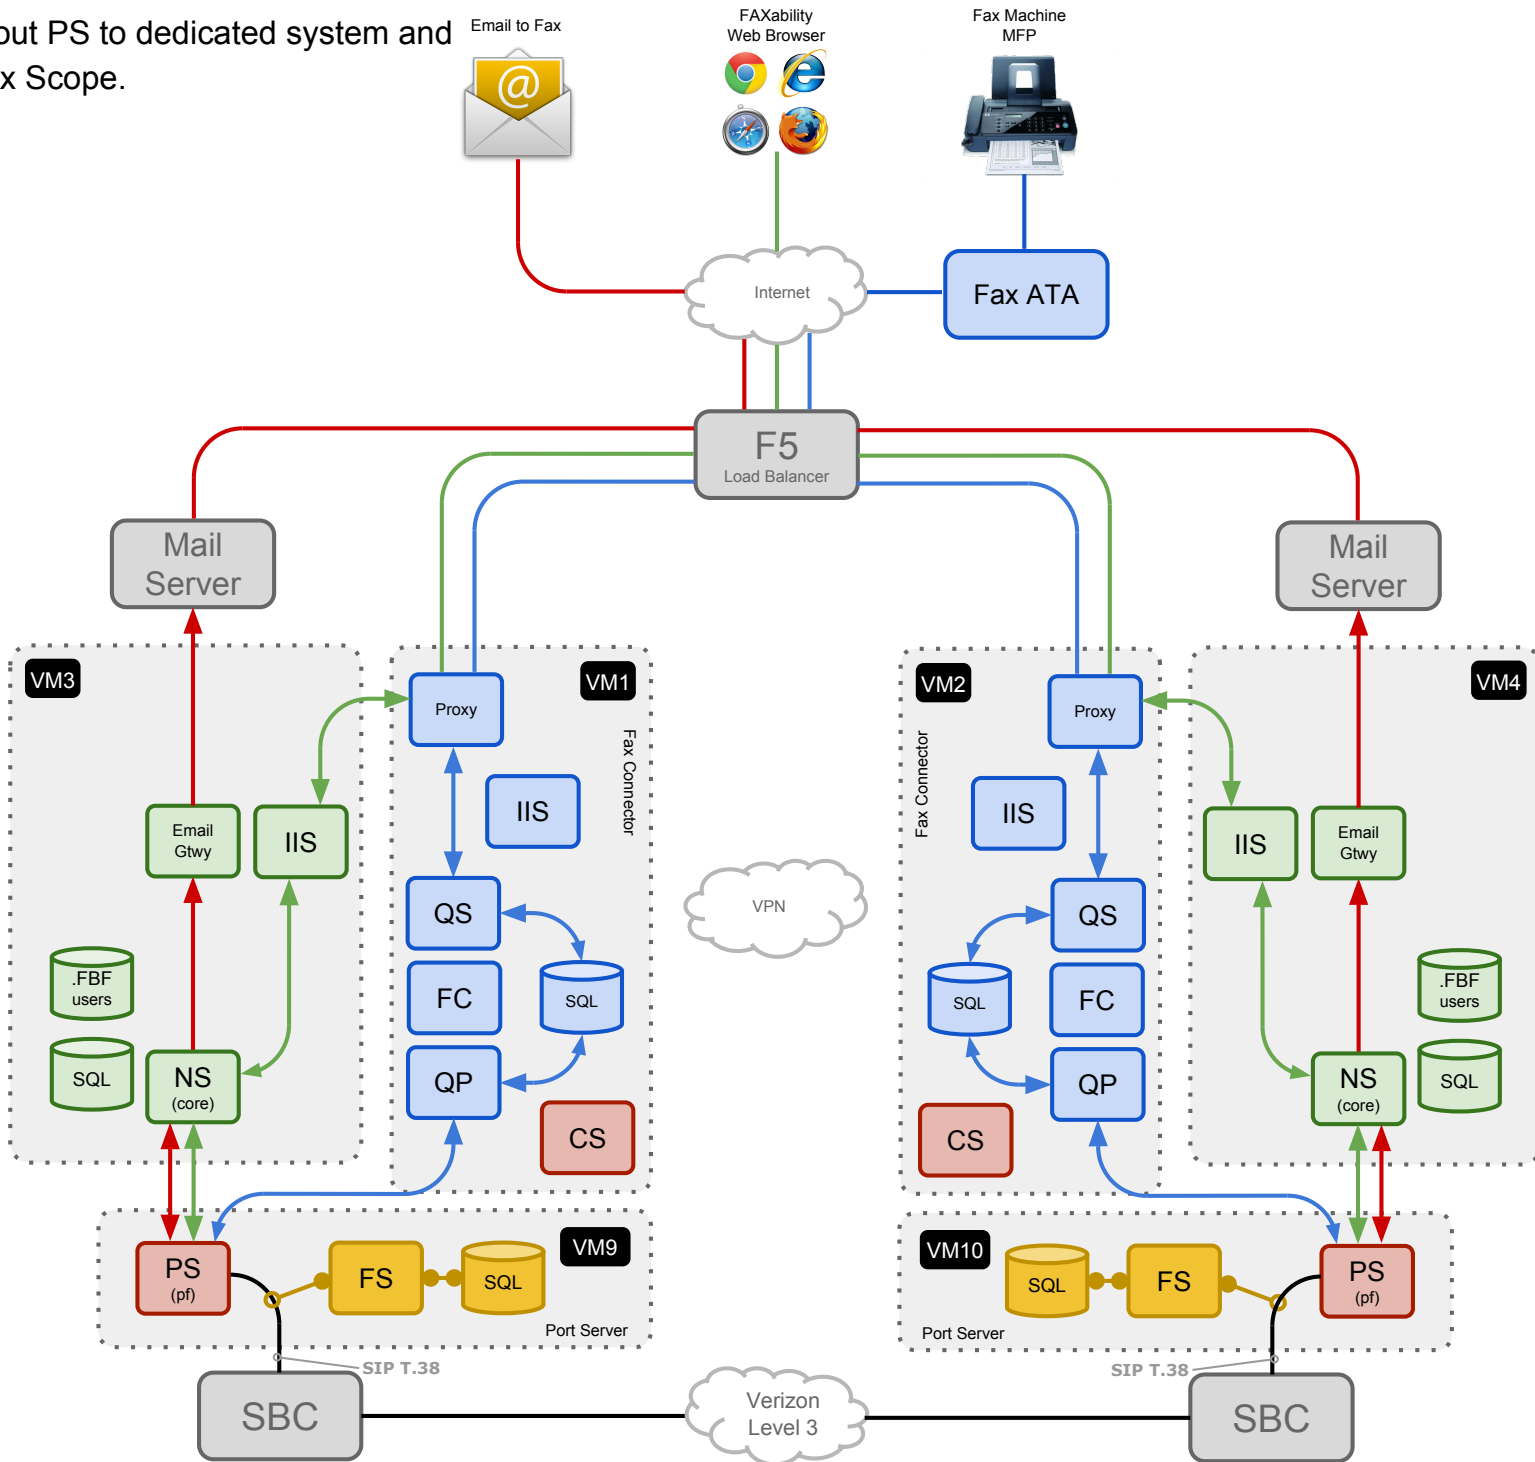 out PS to dedicated system and
x Scope.
Email to Fax
@
FAXability
Web Browser
Fax Machine
MFP
Internet
Fax ATA
F5
Load Balancer
Mail
Server
Mail
Server
VM3
VM1
VM2
VM4
Proxy
Proxy
Fax Connector
Fax Connector
IIS
IIS
Email
Gtwy
IIS
IIS
Email
Gtwy
QS
VPN
QS
.FBF
users
FC
SQL
SQL
FC
.FBF
users
SQL
NS
(core)
QP
QP
NS
(core)
SQL
CS
CS
VM9
VM10
PS
(pf)
FS
SQL
SQL
FS
PS
(pf)
Port Server
Port Server
SIP T.38
SIP T.38
SBC
Verizon
Level 3
SBC